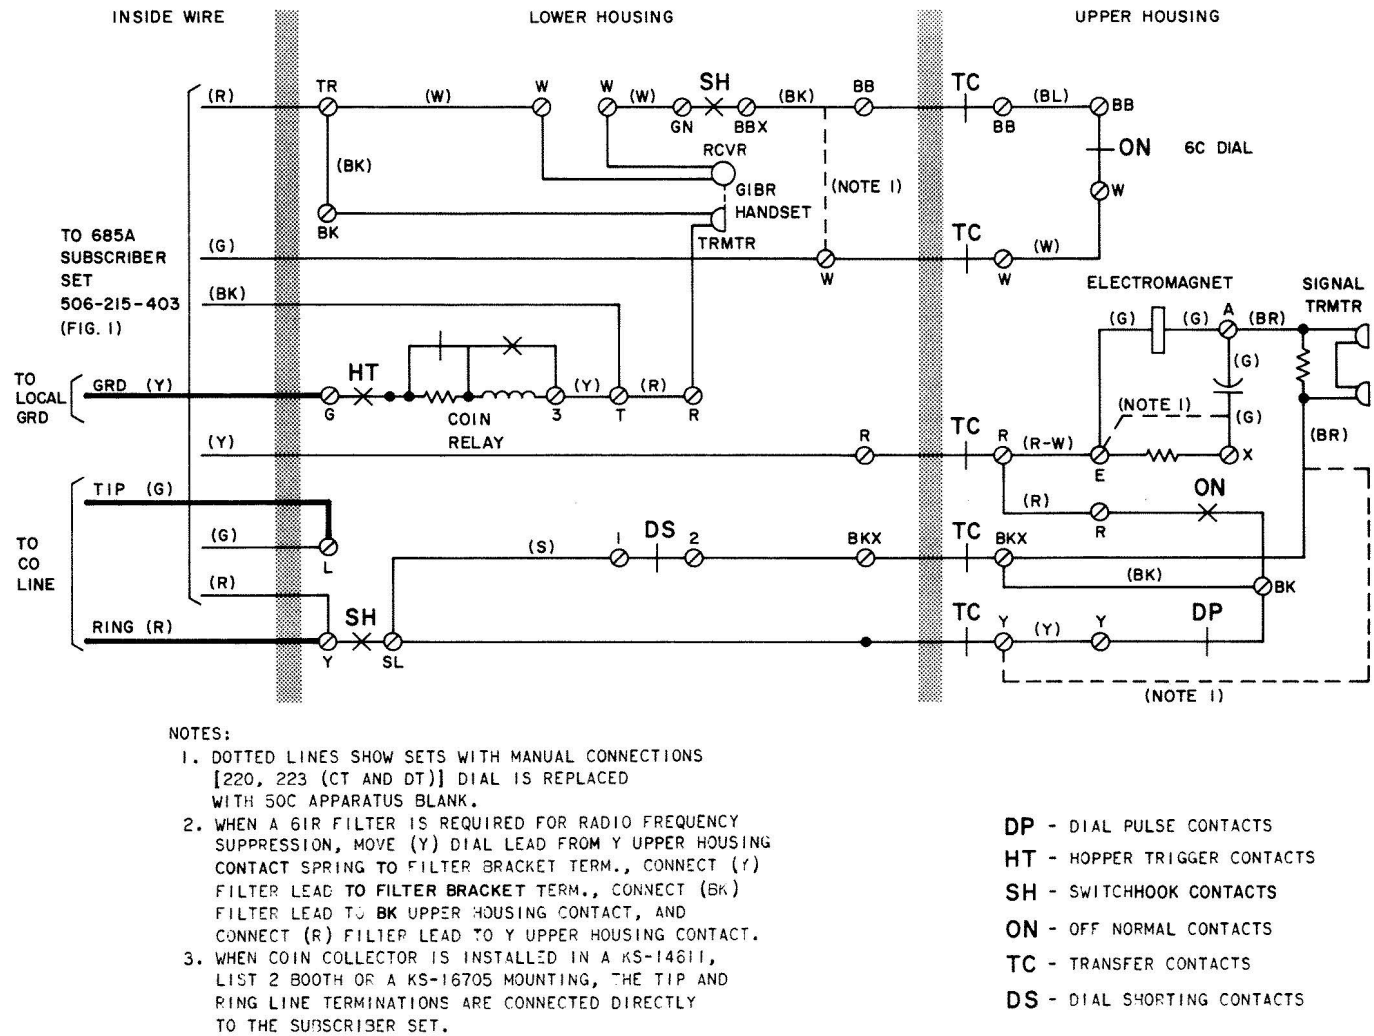 INSIDE WIRE LOWER HOUSING UPPER HOUSING
TR W W SH BB TC
(R) (W) (W) (BK) (BL) BB
GN BBX BB
RCVR ON 6C DIAL
(BK) (NOTE 1) W
G1BR
HANDSET
BK TRMTR
TO 685A
SUBSCRIBER
SET
506-215-403
(FIG. 1)
(G) TC (W)
W W
(BK) ELECTROMAGNET SIGNAL
TRMTR
(G) (G) A (BR)
TO
LOCAL
GRD
GRD (Y) HT (Y) (R) (G)
G COIN
RELAY
3 T R
(NOTE 1) (G)
(Y) R TC R (R-W) (BR)
E X
TIP (G) (R) ON
R
TO
CO
LINE
(G) (S) 1 DS 2 BKX TC BKX
L
(R) (BK) BK
RING (R) SH TC Y (Y) Y DP
Y SL
(NOTE 1)
NOTES:
1. DOTTED LINES SHOW SETS WITH MANUAL CONNECTIONS
[220, 223 (CT AND DT)] DIAL IS REPLACED
WITH 50C APPARATUS BLANK.
2. WHEN A 61R FILTER IS REQUIRED FOR RADIO FREQUENCY
SUPPRESSION, MOVE (Y) DIAL LEAD FROM Y UPPER HOUSING
CONTACT SPRING TO FILTER BRACKET TERM., CONNECT (Y)
FILTER LEAD TO FILTER BRACKET TERM., CONNECT (BK)
FILTER LEAD TO BK UPPER HOUSING CONTACT, AND
CONNECT (R) FILTER LEAD TO Y UPPER HOUSING CONTACT.
3. WHEN COIN COLLECTOR IS INSTALLED IN A KS-14611,
LIST 2 BOOTH OR A KS-16705 MOUNTING, THE TIP AND
RING LINE TERMINATIONS ARE CONNECTED DIRECTLY
TO THE SUBSCRIBER SET.
DP - DIAL PULSE CONTACTS
HT - HOPPER TRIGGER CONTACTS
SH - SWITCHHOOK CONTACTS
ON - OFF NORMAL CONTACTS
TC - TRANSFER CONTACTS
DS - DIAL SHORTING CONTACTS